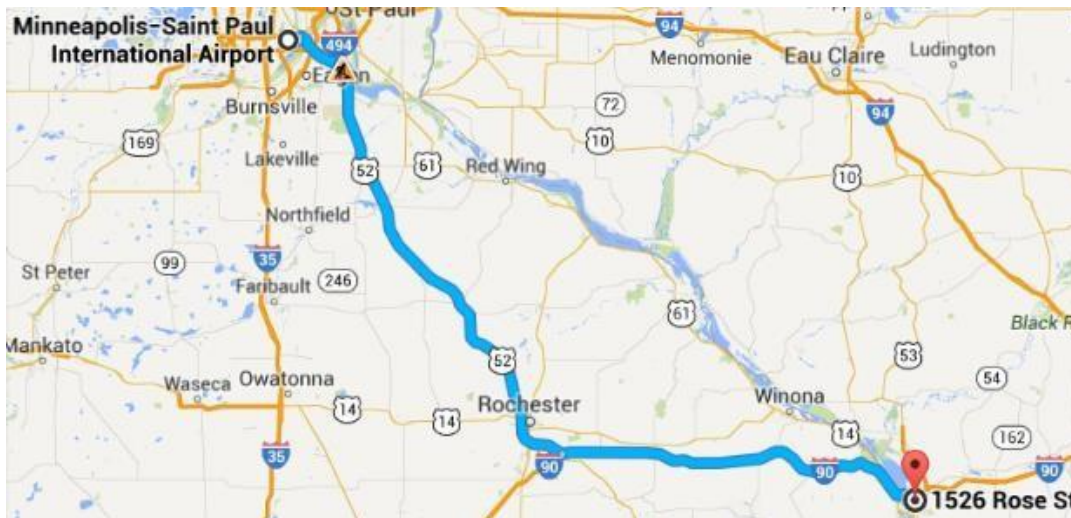 Minneapolis-Saint Paul
International Airport
St Paul
494
94
Menomonie
Eau Claire
Ludington
Burnsville
72
94
169
Lakeville
52
61
Red Wing
10
10
Northfield
35
99
246
St Peter
Faribault
61
Black R
Mankato
52
53
Waseca
Owatonna
54
14
14
Rochester
Winona
14
162
35
90
90
90
1526 Rose St